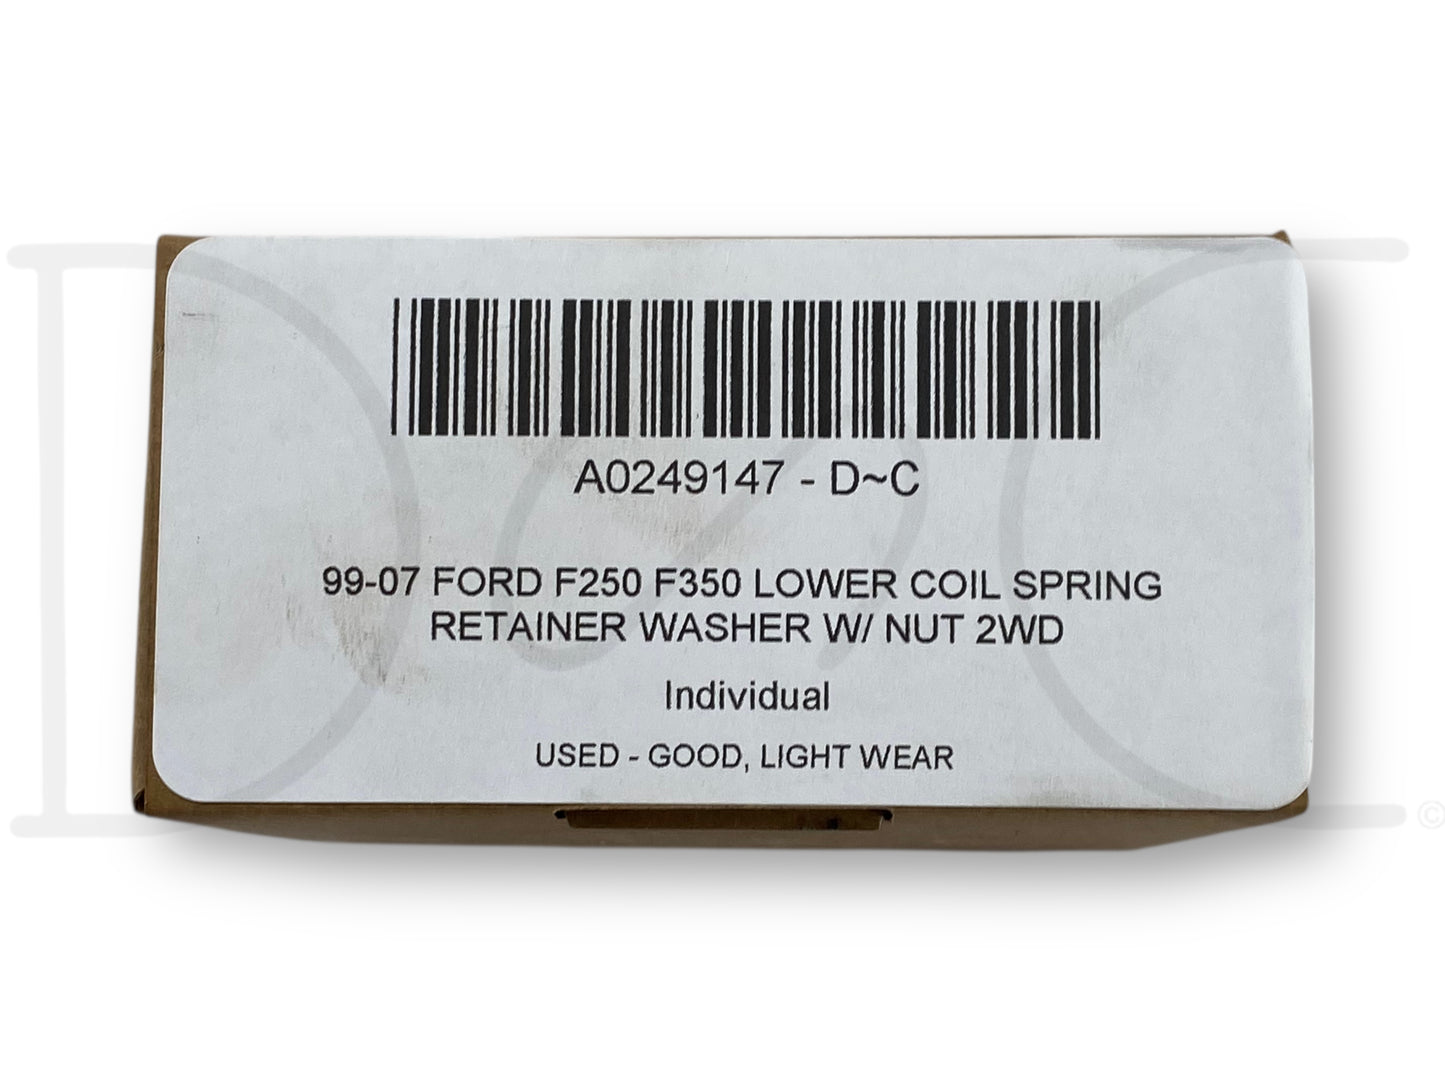 A0249147 - D~C
99-07 FORD F250 F350 LOWER COIL SPRING
RETAINER WASHER W/ NUT 2WD
Individual
USED - GOOD, LIGHT WEAR
©